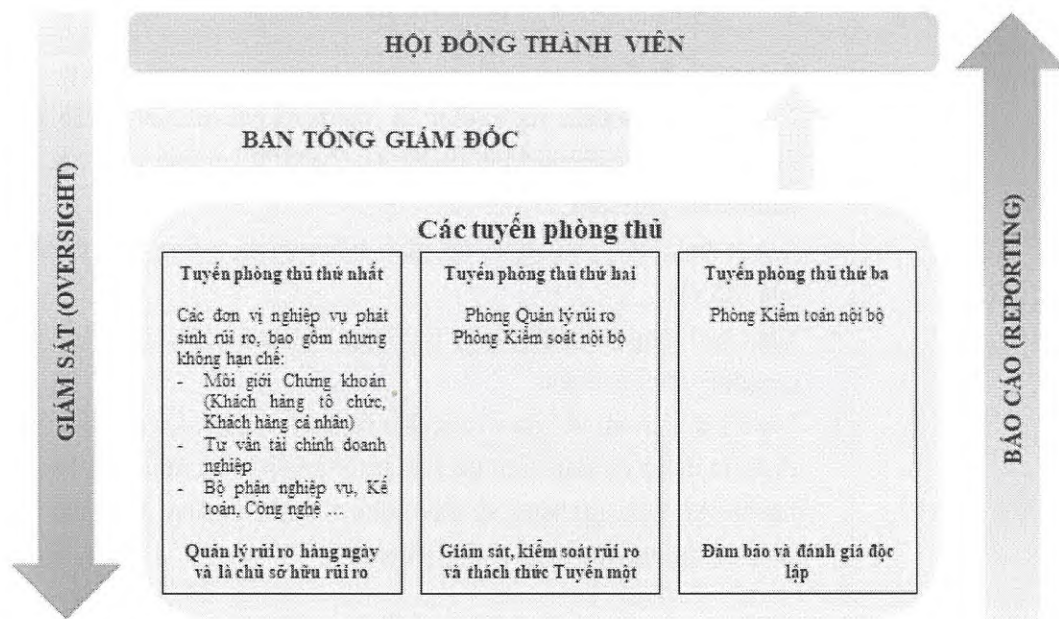 HỘI ĐỒNG THÀNH VIÊN
BAN TỔNG GIÁM ĐỐC
GIÁM SÁT (OVERSIGHT)
BÁO CÁO (REPORTING)
Các tuyến phòng thủ
Tuyến phòng thủ thứ nhất
Các đơn vị nghiệp vụ phát
sinh rủi ro, bao gồm nhưng
không hạn chế:
- Môi giới Chứng khoán
(Khách hàng tổ chức,
Khách hàng cá nhân)
- Tư vấn tài chính doanh
nghiệp
- Bộ phận nghiệp vụ, Kế
toán, Công nghệ ...
Quản lý rủi ro hàng ngày
và là chủ sở hữu rủi ro
Tuyến phòng thủ thứ hai
Phòng Quản lý rủi ro
Phòng Kiểm soát nội bộ
Giám sát, kiểm soát rủi ro
và thách thức Tuyến một
Tuyến phòng thủ thứ ba
Phòng Kiểm toán nội bộ
Đảm bảo và đánh giá độc
lập